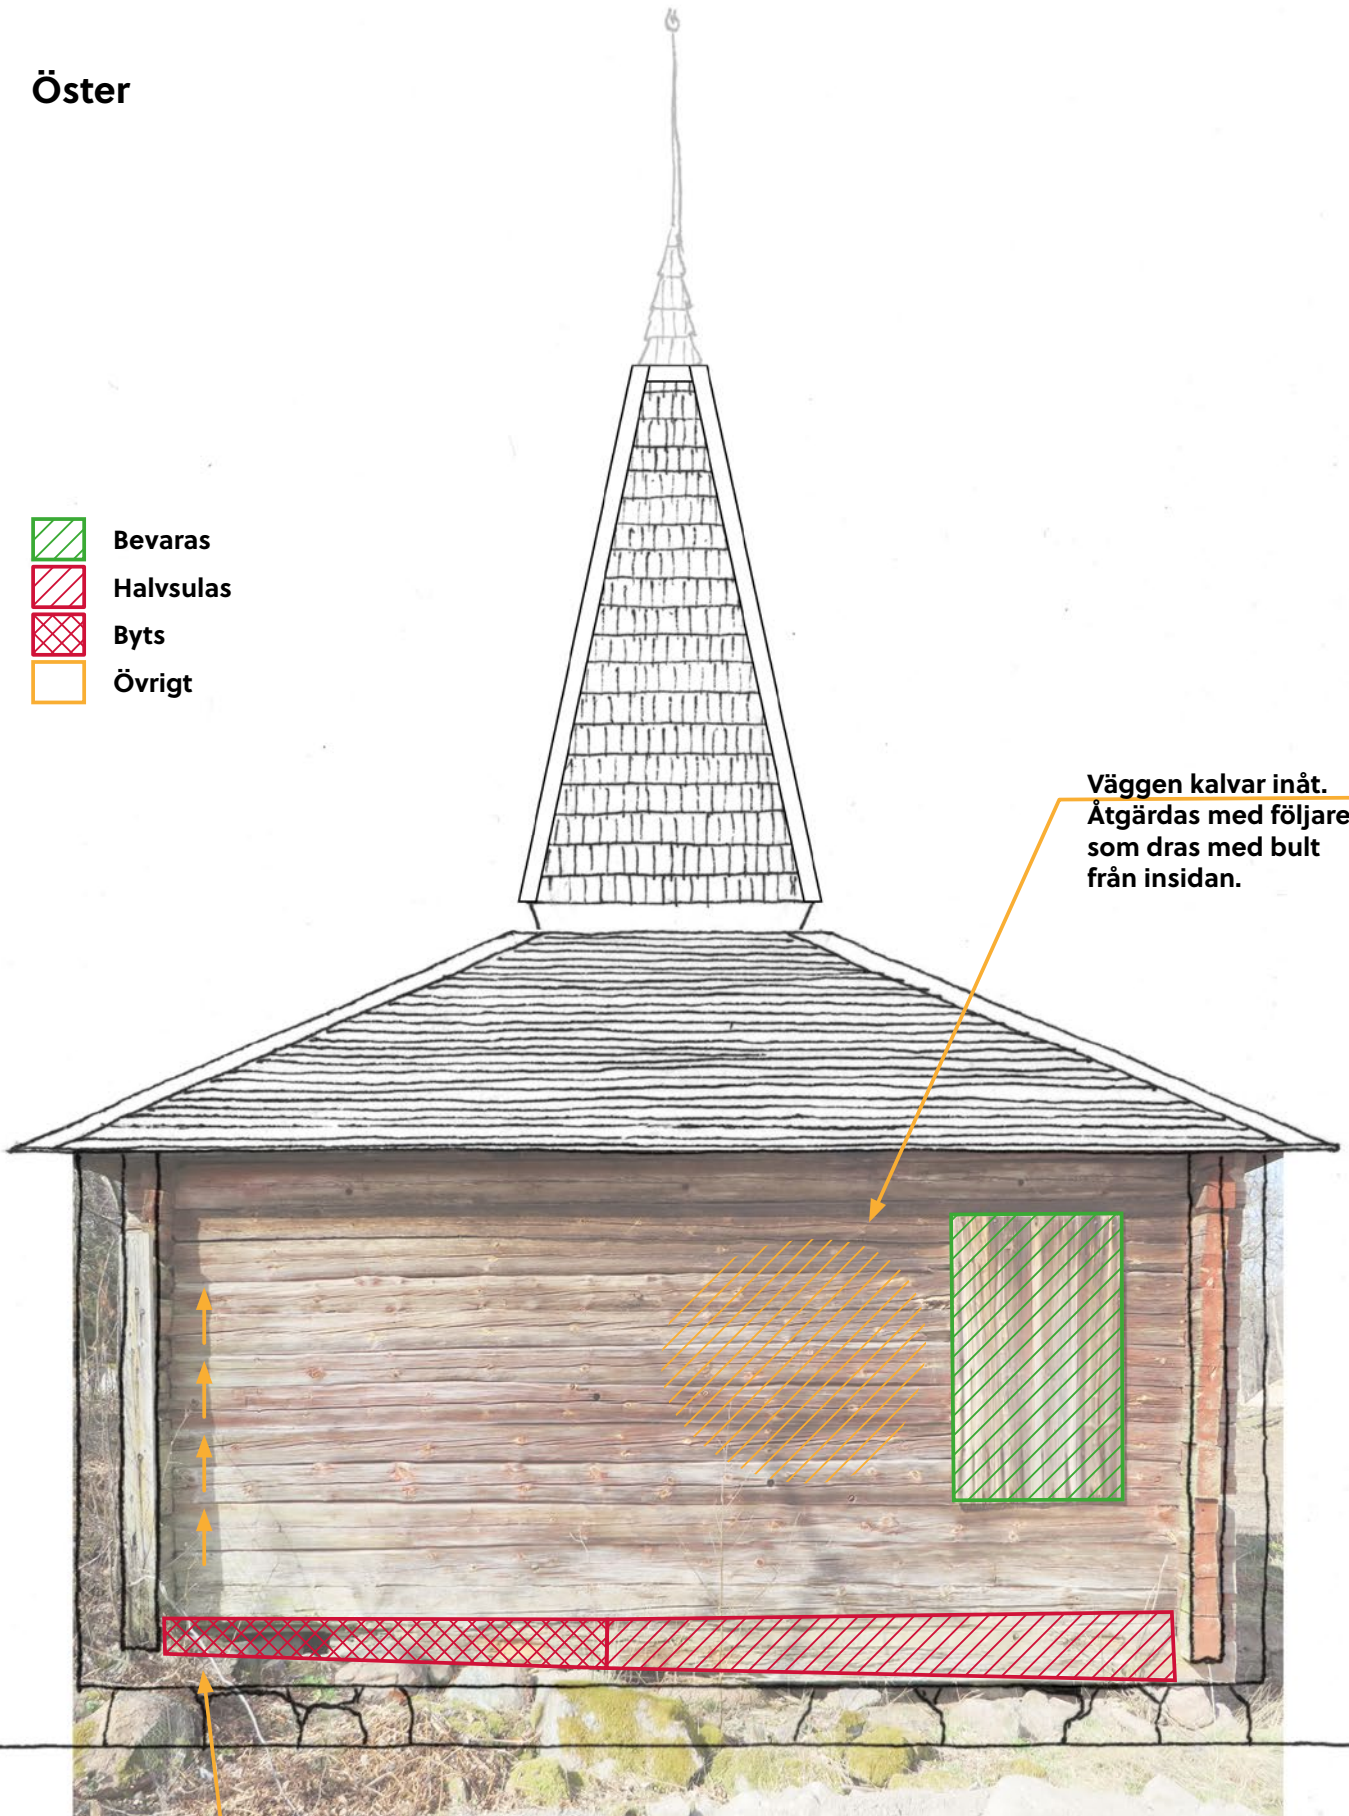 Öster
Bevaras
Halvsulas
Byts
Övrigt
Väggen kalvar inåt.
Åtgärdas med följare
som dras med bult
från insidan.